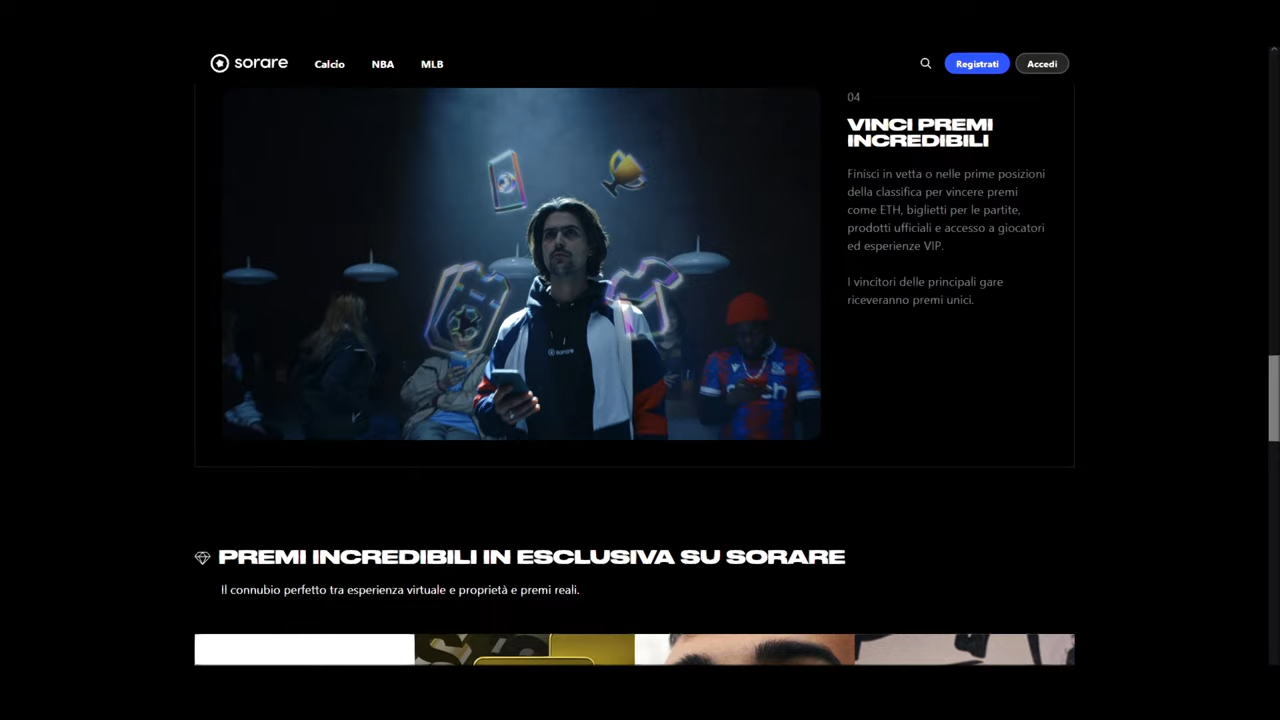 sorare Calcio NBA MLB Registrati Accedi
04
VINCI PREMI
INCREDIBILI
Finisci in vetta o nelle prime posizioni
della classifica per vincere premi
come ETH, biglietti per le partite,
prodotti ufficiali e accesso a giocatori
ed esperienze VIP.
I vincitori delle principali gare
riceveranno premi unici.
sorare
PREMI INCREDIBILI IN ESCLUSIVA SU SORARE
Il connubio perfetto tra esperienza virtuale e proprietà e premi reali.